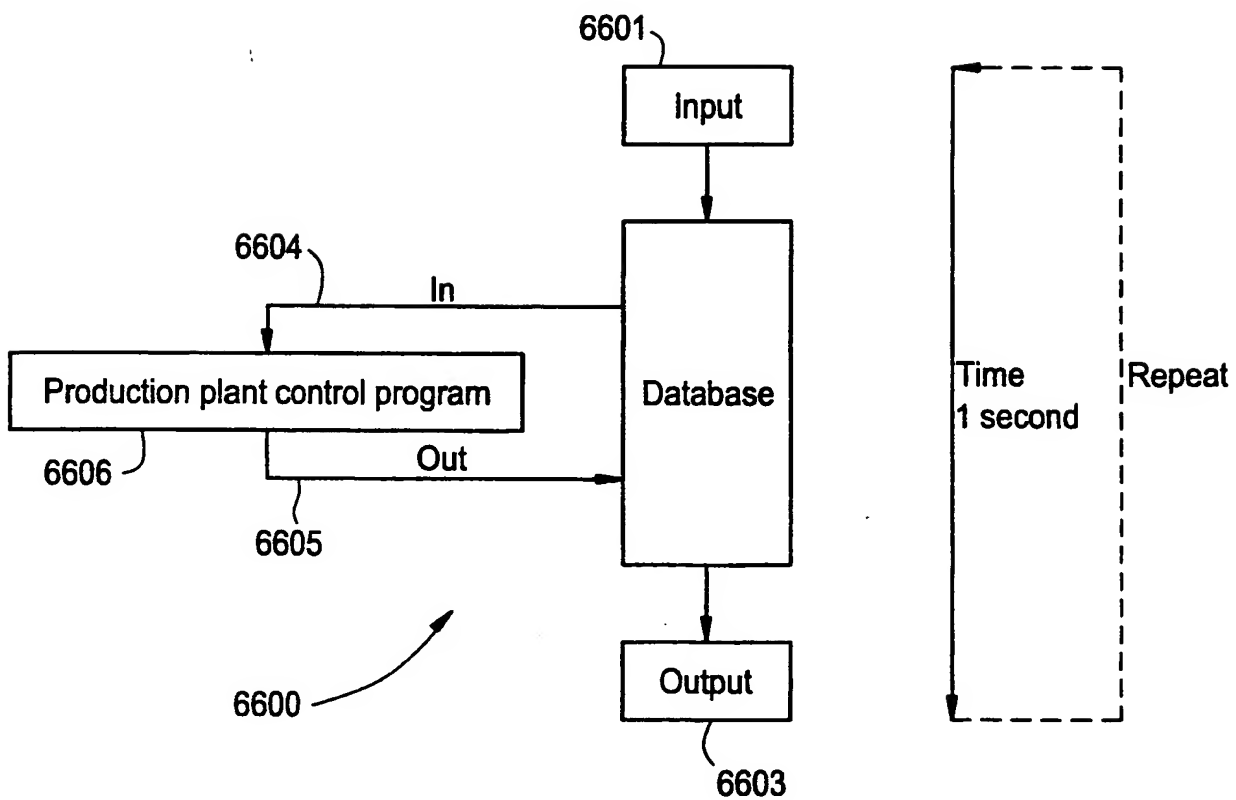 6601
Input
6604
In
Production plant control program
Database
Time
1 second
Repeat
6606
Out
6605
6600
Output
6603